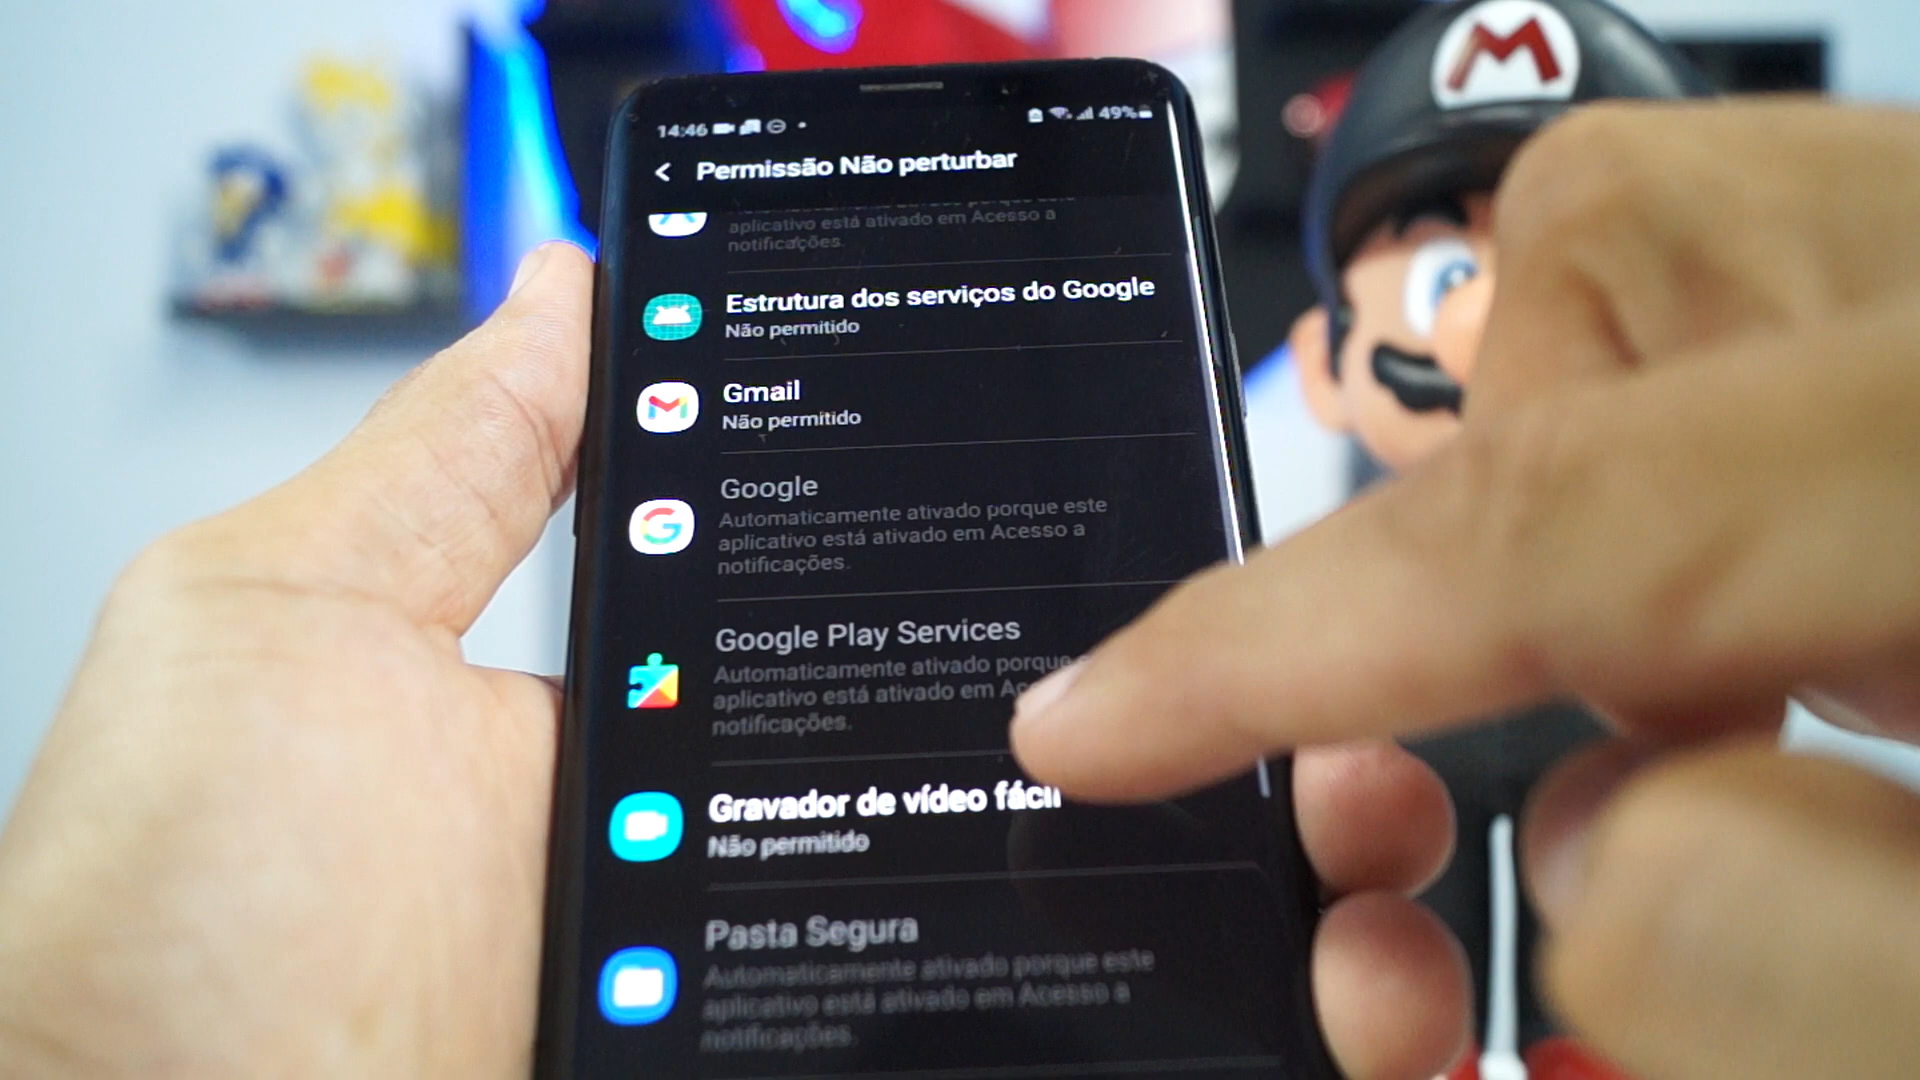 14:46
49%
Permissão Não perturbar
aplicativo está ativado em Acesso a
notificações.
Estrutura dos serviços do Google
Não permitido
Gmail
Não permitido
Google
Automaticamente ativado porque este
aplicativo está ativado em Acesso a
notificações.
Google Play Services
Automaticamente ativado porque
aplicativo está ativado em
notificações.
Gravador de vídeo fácil
Não permitido
Pasta Segura
Automaticamente ativado porque este
aplicativo está ativado em Acesso a
notificações.
M